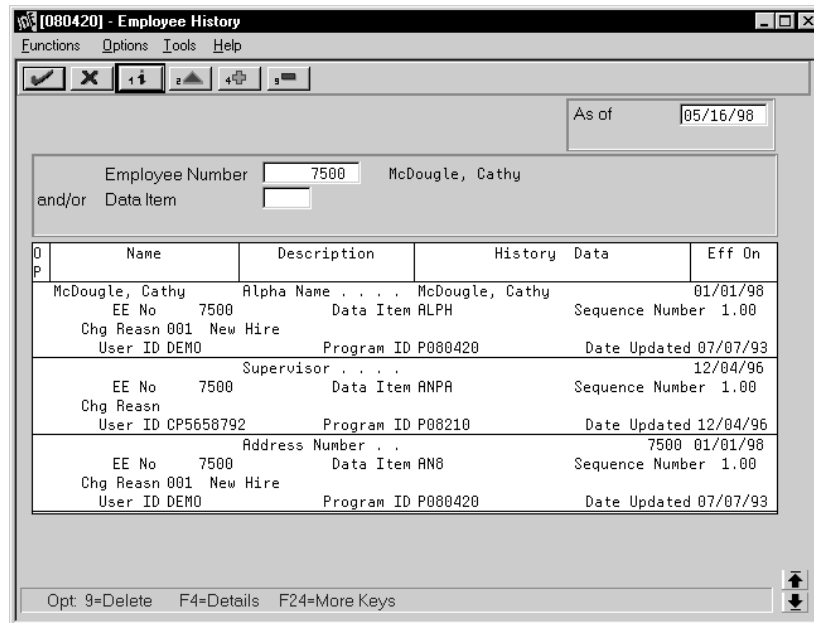 [080420] - Employee History
Functions Options Tools Help
1 i 2 4 9
As of 05/16/98
Employee Number 7500 McDougle, Cathy
and/or Data Item
O P Name Description History Data Eff On
McDougle, Cathy Alpha Name . . . . McDougle, Cathy 01/01/98
EE No 7500 Data Item ALPH Sequence Number 1.00
Chg Reasn 001 New Hire
User ID DEMO Program ID P080420 Date Updated 07/07/93
Supervisor . . . . 12/04/96
EE No 7500 Data Item ANPA Sequence Number 1.00
Chg Reasn
User ID CP5658792 Program ID P08210 Date Updated 12/04/96
Address Number . . 7500 01/01/98
EE No 7500 Data Item AN8 Sequence Number 1.00
Chg Reasn 001 New Hire
User ID DEMO Program ID P080420 Date Updated 07/07/93
Opt: 9=Delete F4=Details F24=More Keys